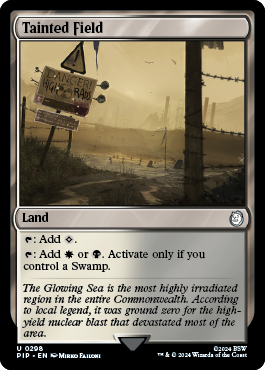 Tainted Field
DANGER!
HIGH RADS
Land
: Add .
: Add or . Activate only if you
control a Swamp.
The Glowing Sea is the most highly irradiated
region in the entire Commonwealth. According
to local legend, it was ground zero for the high-
yield nuclear blast that devastated most of the
area.
U 0298
PIP • EN Mirko Failoni
©2024 BSW
™ & © 2024 Wizards of the Coast